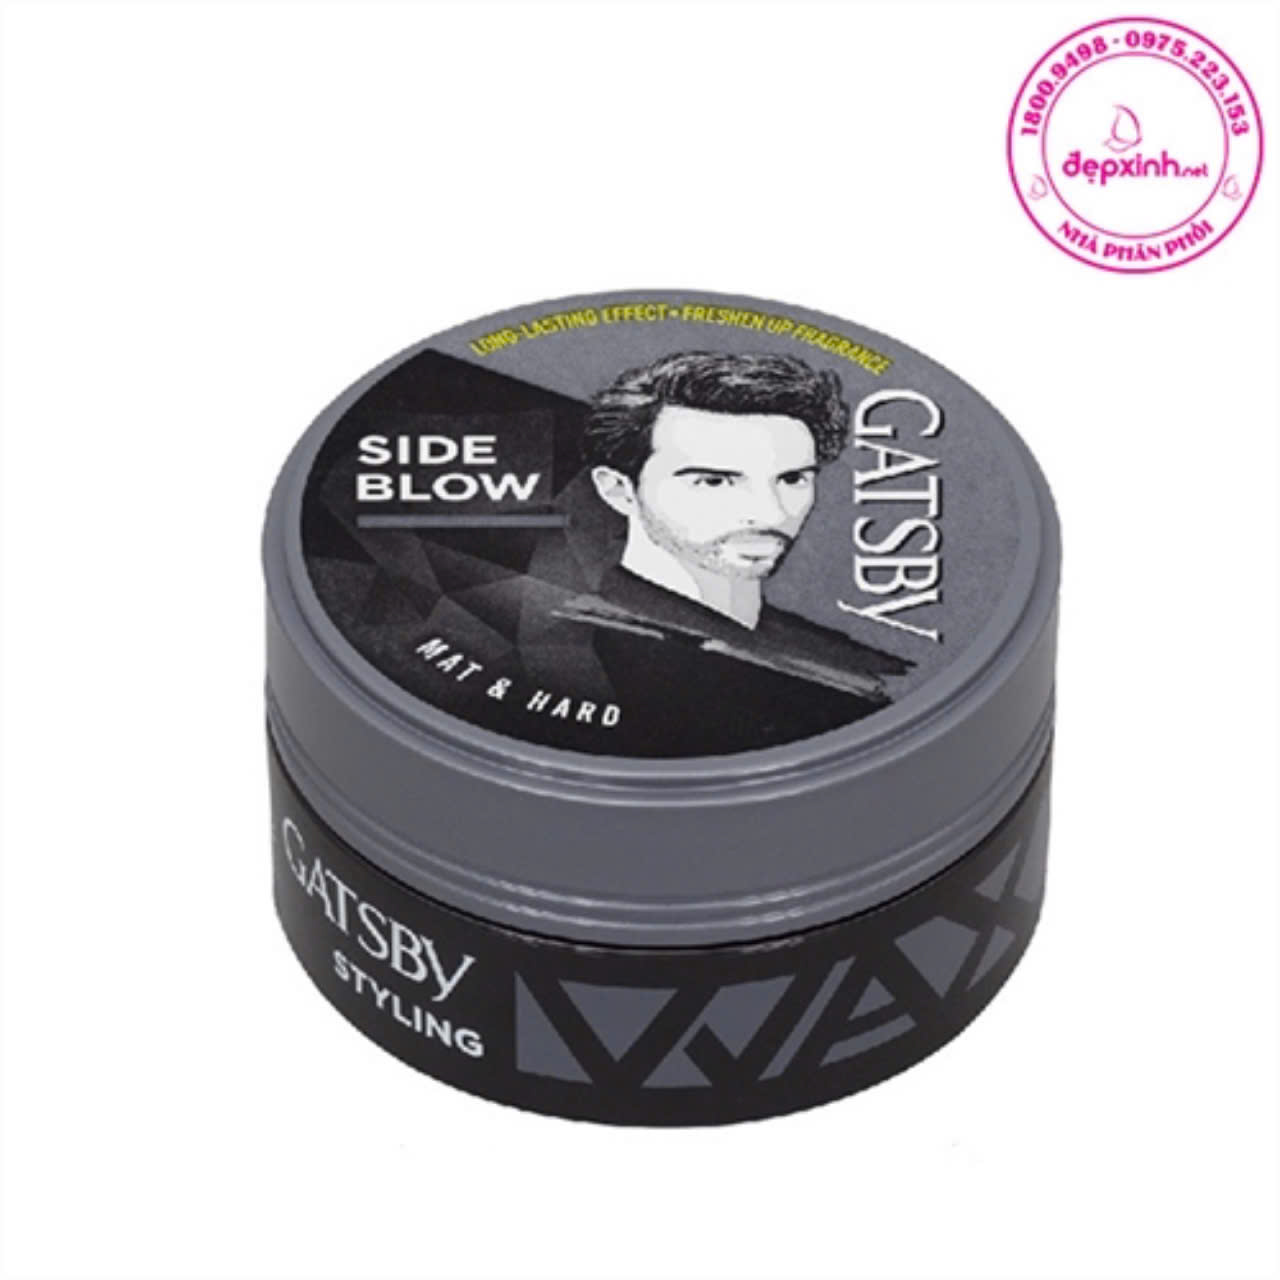 1800.9498 - 0975.223.153
đẹpxinh.net
NHÀ PHÂN PHỐI
LONG-LASTING EFFECT • FRESHEN UP FRAGRANCE
SIDE
BLOW
GATSBY
MAT & HARD
GATSBY
STYLING
WAX